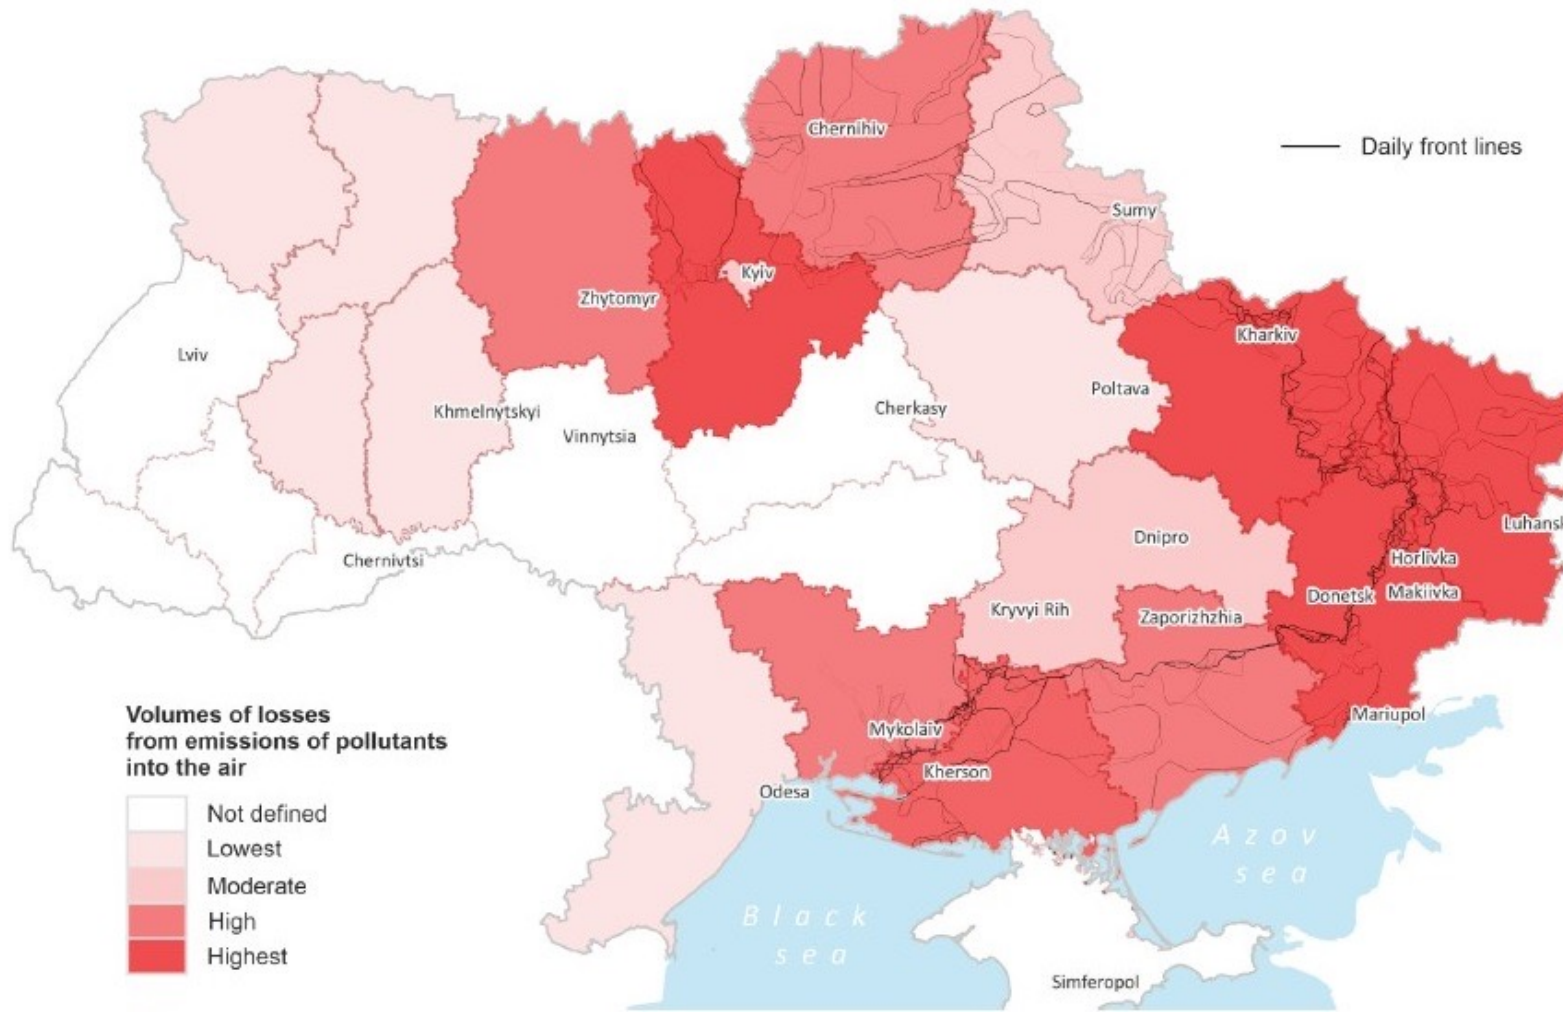 Chernihiv
Daily front lines
Sumy
Kyiv
Zhytomyr
Kharkiv
Lviv
Poltava
Khmelnytskyi
Cherkasy
Vinnytsia
Luhansk
Dnipro
Horlivka
Chernivtsi
Makiivka
Donetsk
Kryvyi Rih
Zaporizhzhia
Mariupol
Volumes of losses
from emissions of pollutants
into the air
Mykolaiv
Kherson
Odesa
Not defined
Lowest
Moderate
High
Highest
Azov
sea
Black
sea
Simferopol